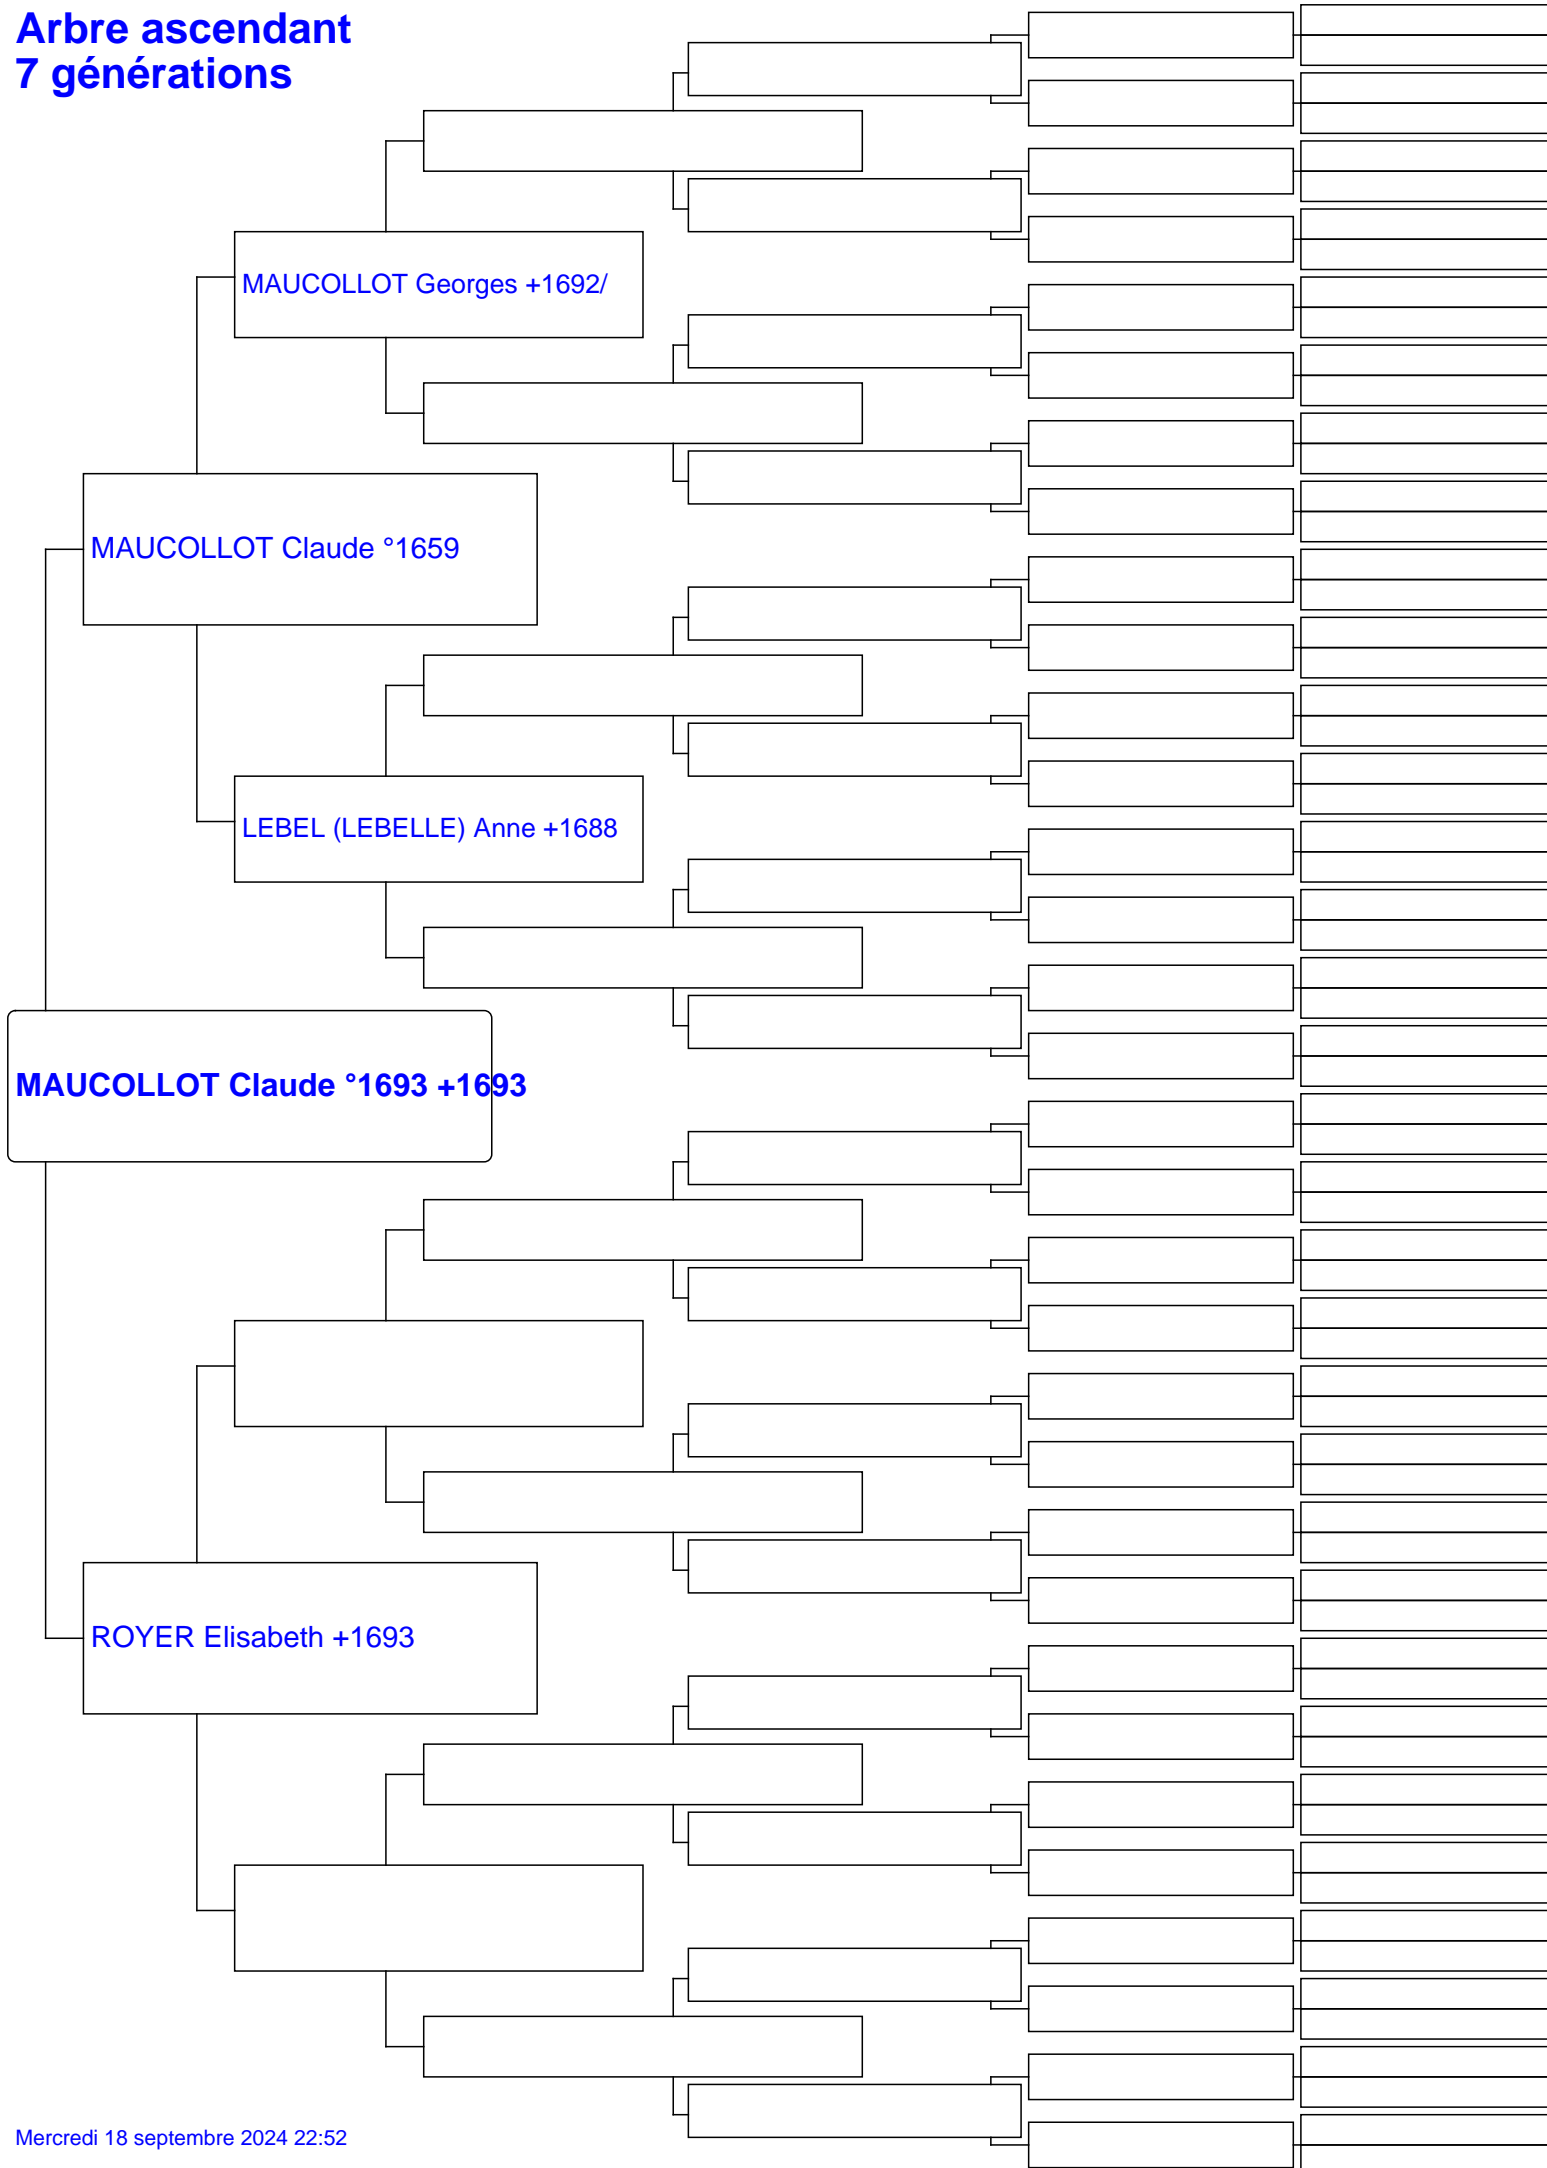 Arbre ascendant
7 générations
MAUCOLLOT Georges +1692/
MAUCOLLOT Claude °1659
LEBEL (LEBELLE) Anne +1688
MAUCOLLOT Claude °1693 +1693
ROYER Elisabeth +1693
Mercredi 18 septembre 2024 22:52